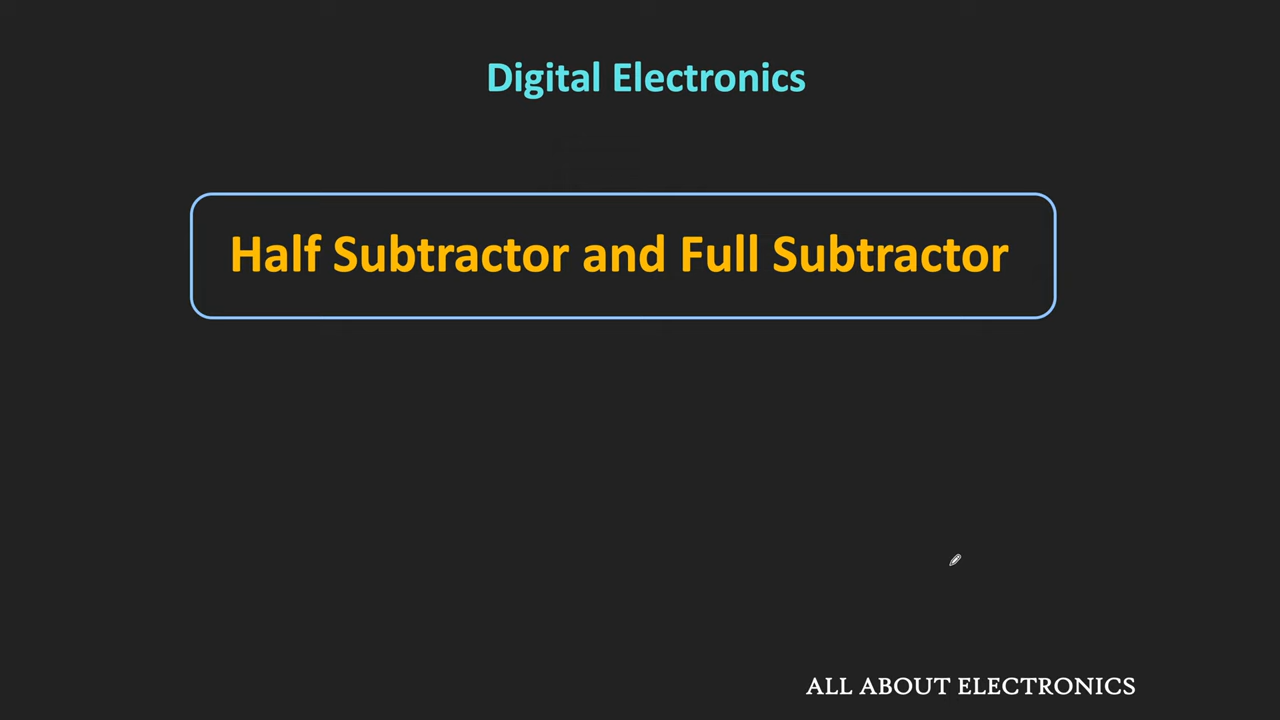 Digital Electronics
Half Subtractor and Full Subtractor
ALL ABOUT ELECTRONICS